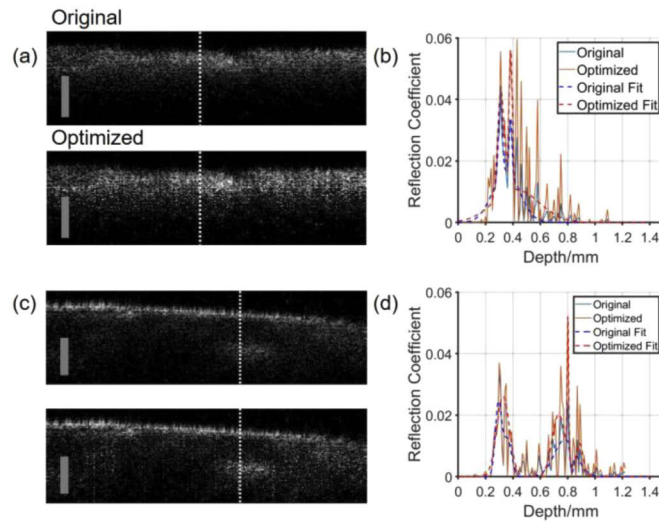 Original
(a)
Optimized
(b)
Reflection Coefficient
0.06
0.04
0.02
0
0 0.2 0.4 0.6 0.8 1 1.2 1.4
Depth/mm
Original
Optimized
Original Fit
Optimized Fit
(c)
(d)
Reflection Coefficient
0.06
0.04
0.02
0
0 0.2 0.4 0.6 0.8 1 1.2 1.4
Depth/mm
Original
Optimized
Original Fit
Optimized Fit